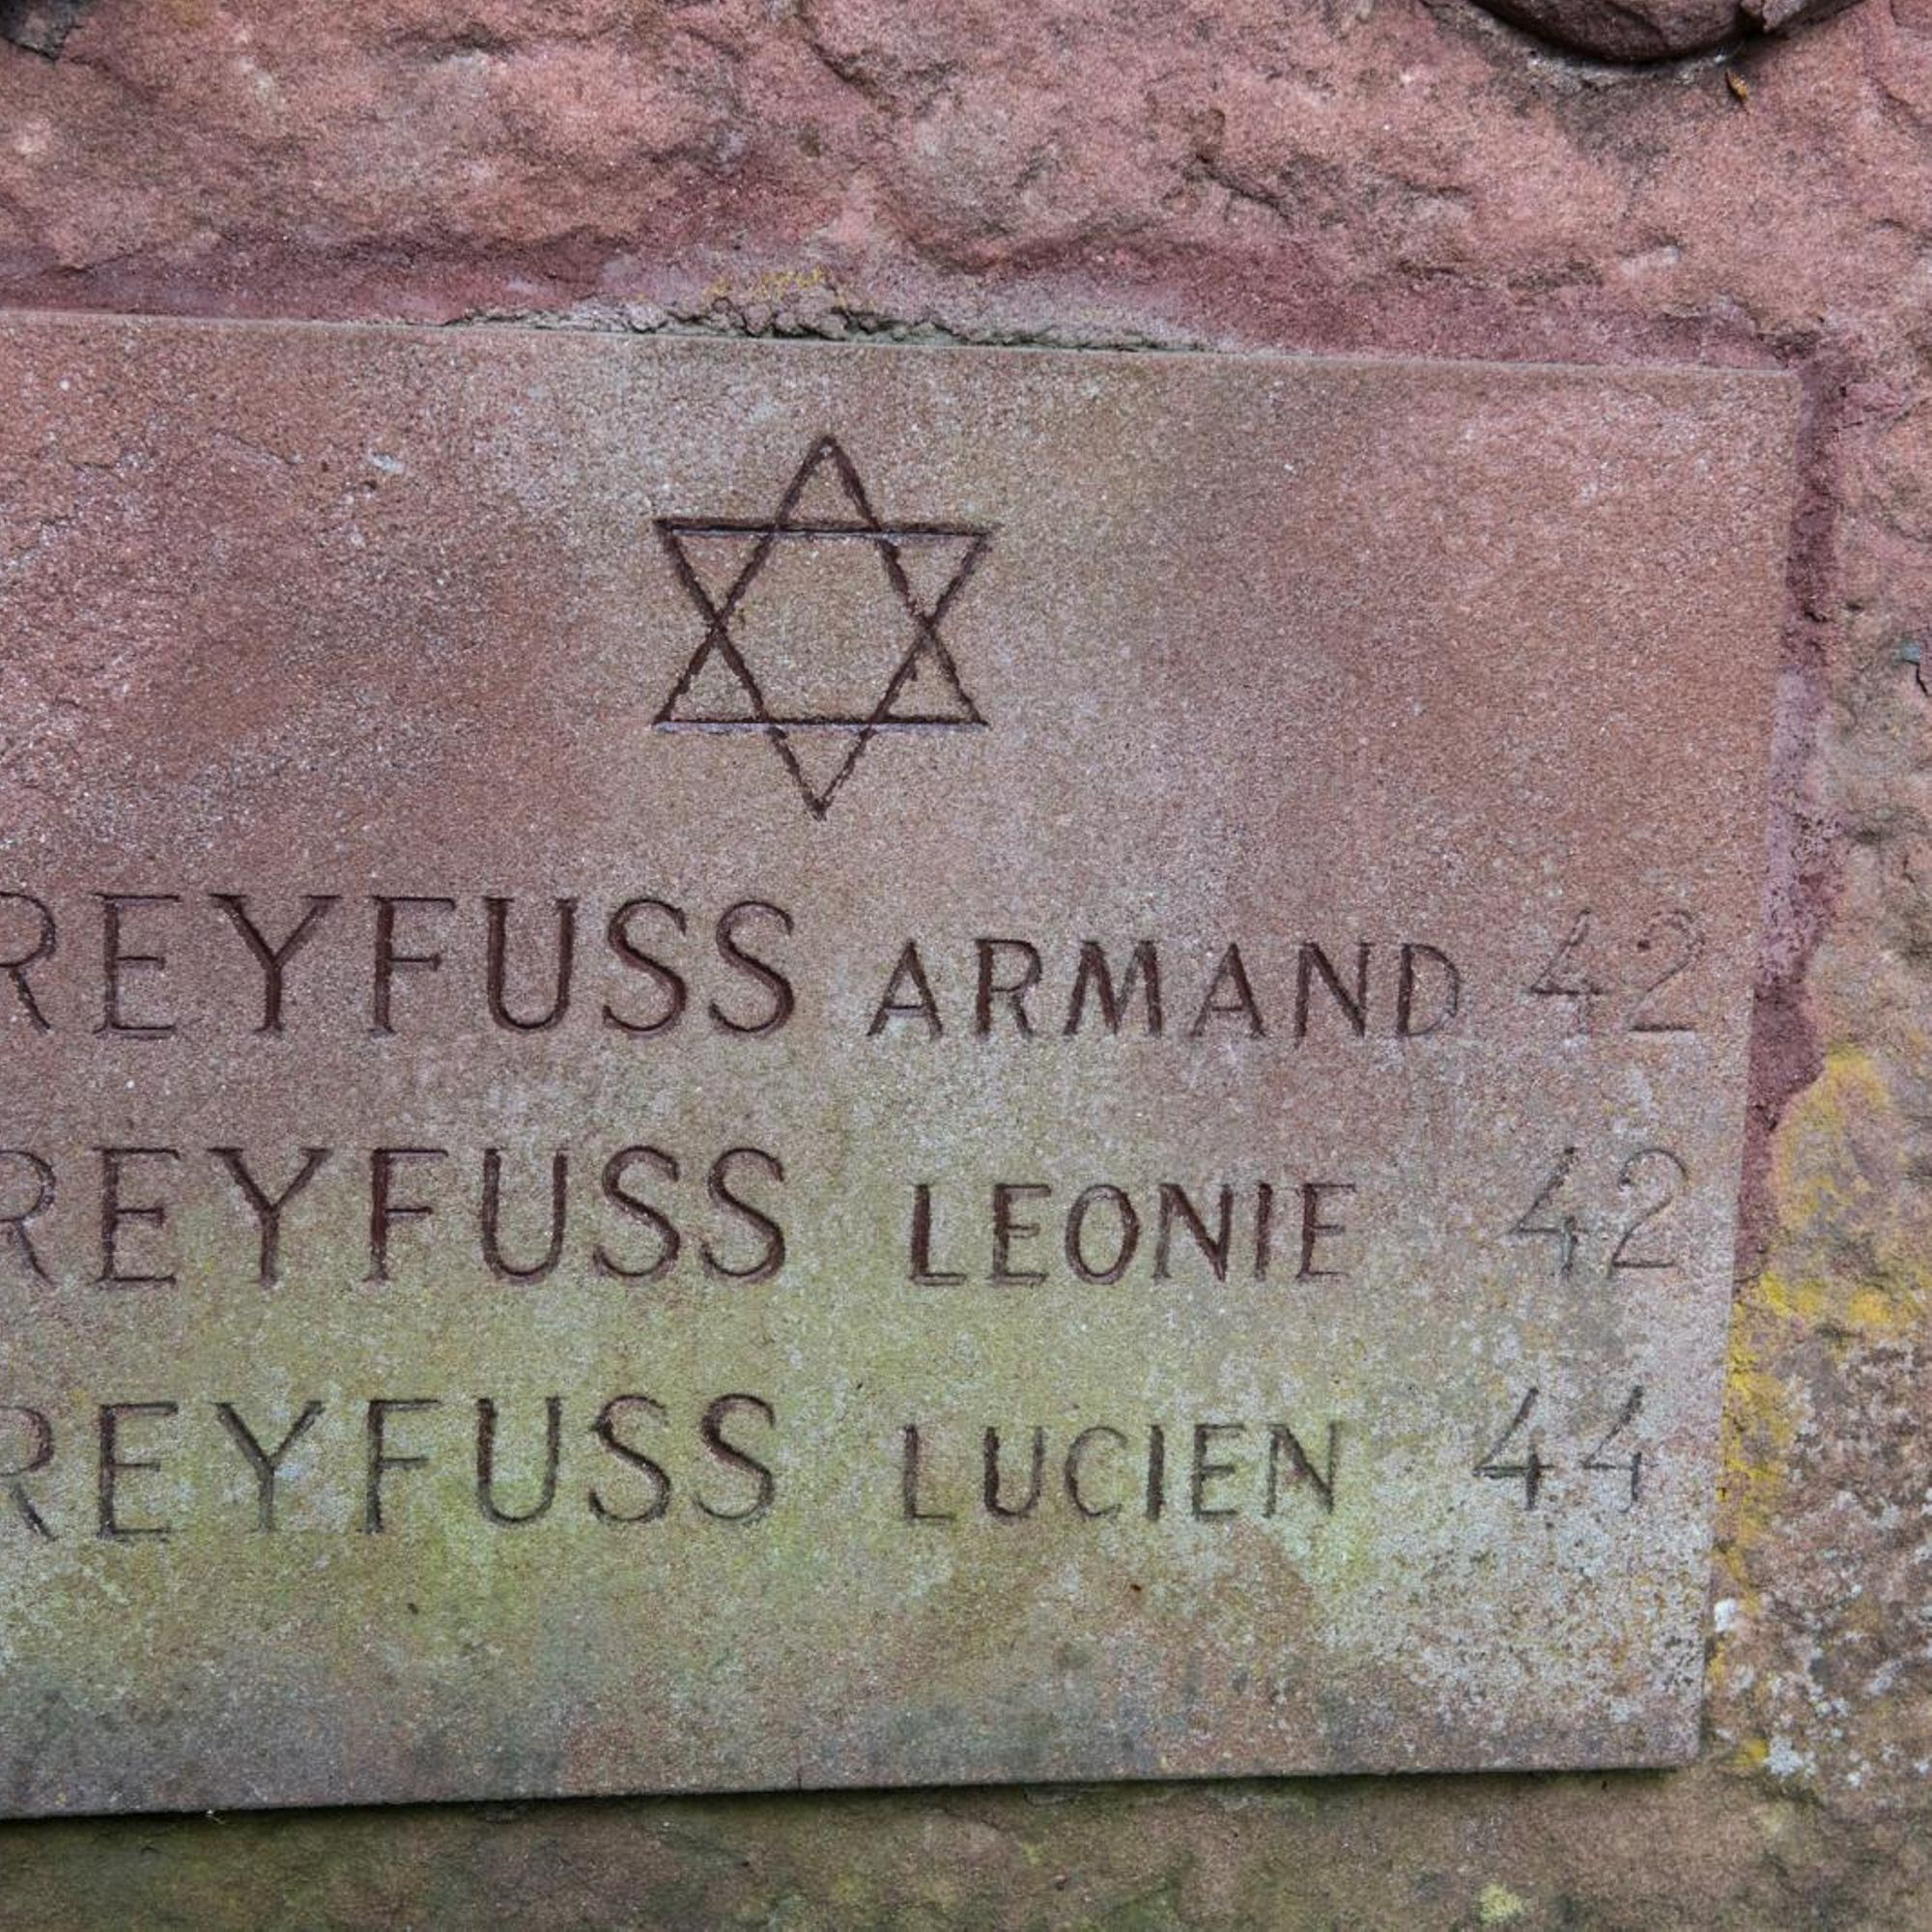 REYFUSS ARMAND 42
REYFUSS LEONIE 42
REYFUSS LUCIEN 44